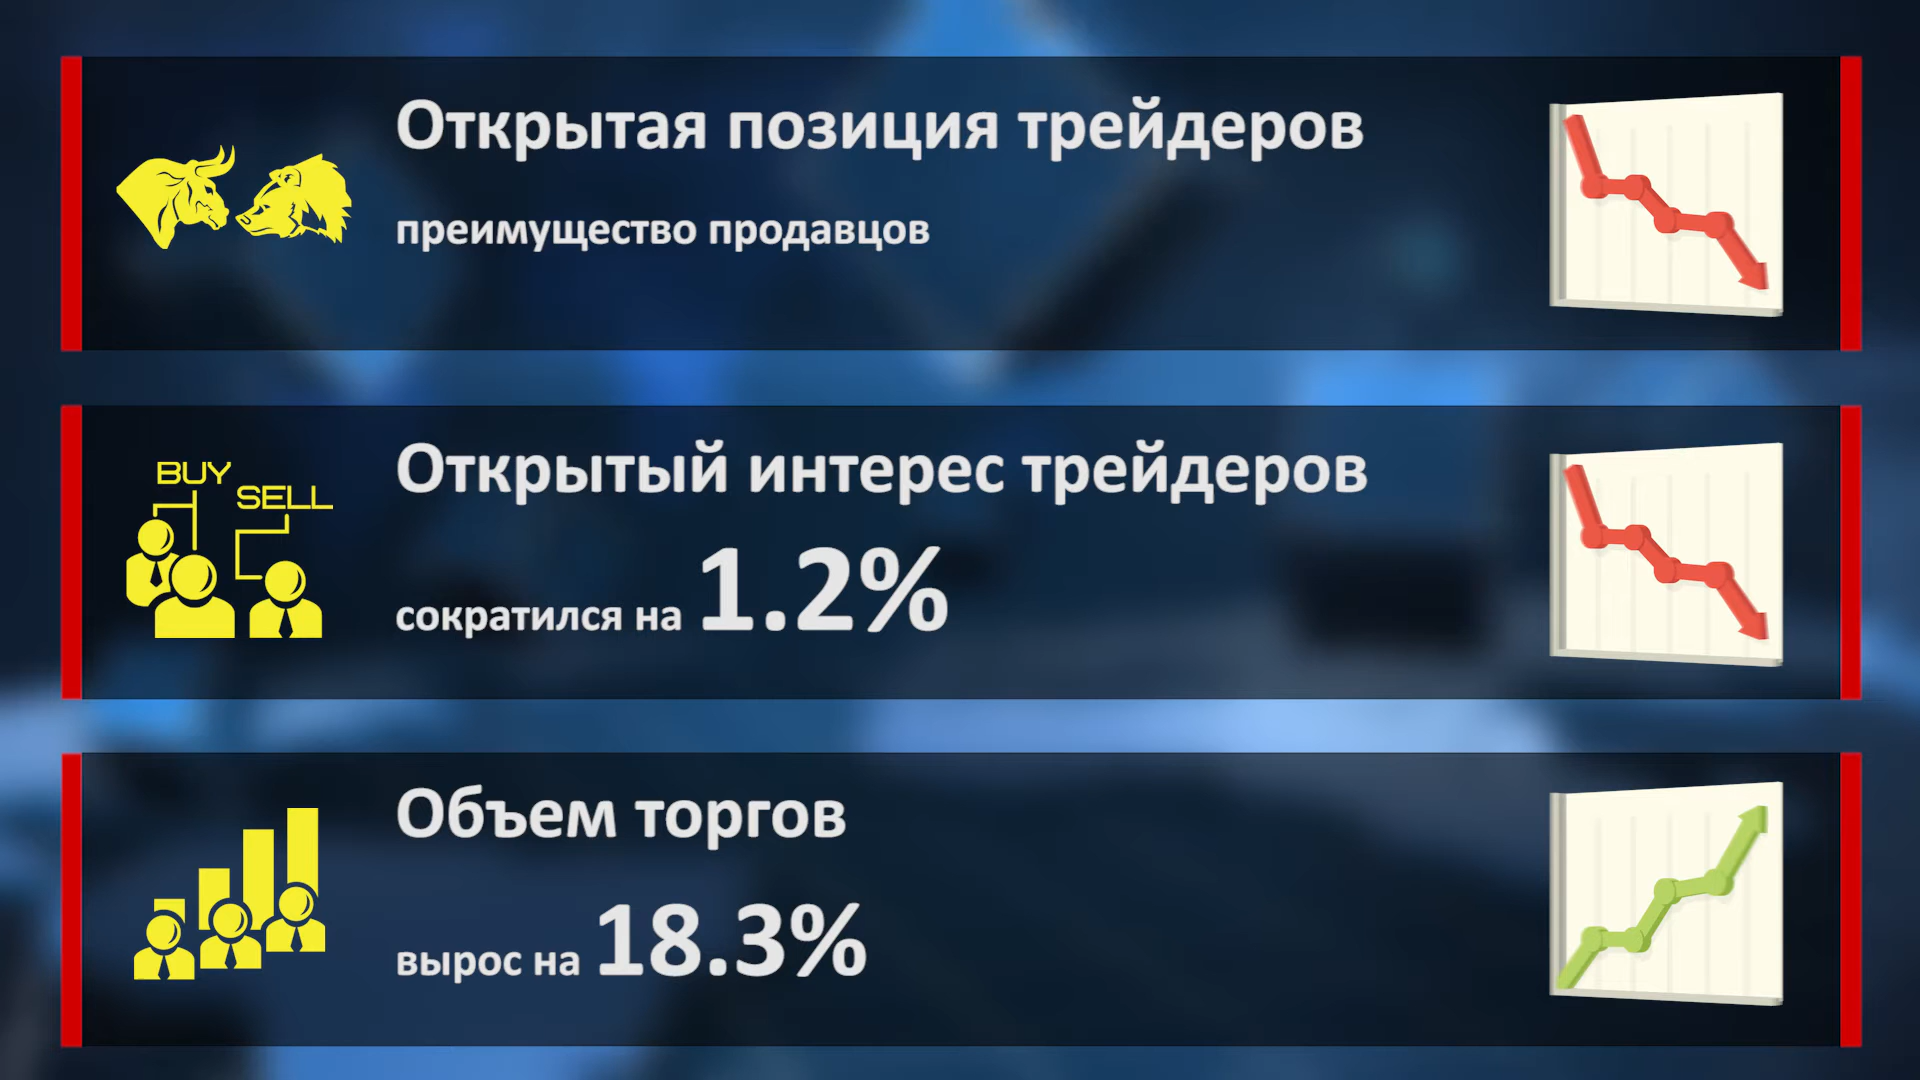 Открытая позиция трейдеров
преимущество продавцов
BUY
SELL
Открытый интерес трейдеров
сократился на 1.2%
Объем торгов
вырос на 18.3%